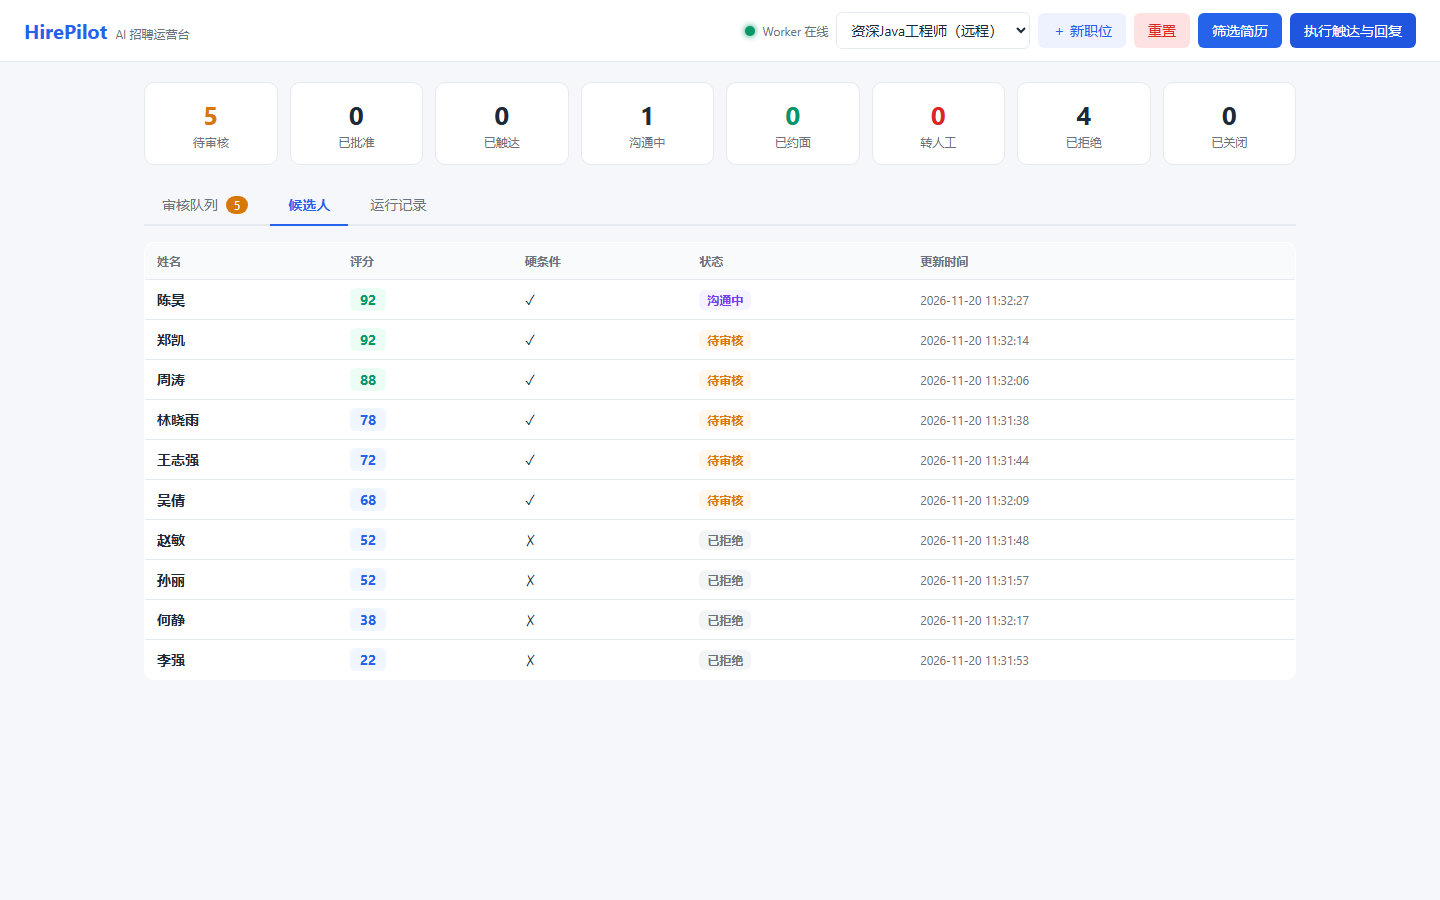 HirePilot AI 招聘运营台 Worker 在线 资深Java工程师（远程） + 新职位 重置 筛选简历 执行触达与回复
5 0 0 1 0 0 4 0
待审核 已批准 已触达 沟通中 已约面 转人工 已拒绝 已关闭
审核队列 5 候选人 运行记录
姓名 评分 硬条件 状态 更新时间
陈昊 92 ✓ 沟通中 2026-11-20 11:32:27
郑凯 92 ✓ 待审核 2026-11-20 11:32:14
周涛 88 ✓ 待审核 2026-11-20 11:32:06
林晓雨 78 ✓ 待审核 2026-11-20 11:31:38
王志强 72 ✓ 待审核 2026-11-20 11:31:44
吴倩 68 ✓ 待审核 2026-11-20 11:32:09
赵敏 52 ✗ 已拒绝 2026-11-20 11:31:48
孙丽 52 ✗ 已拒绝 2026-11-20 11:31:57
何静 38 ✗ 已拒绝 2026-11-20 11:32:17
李强 22 ✗ 已拒绝 2026-11-20 11:31:53